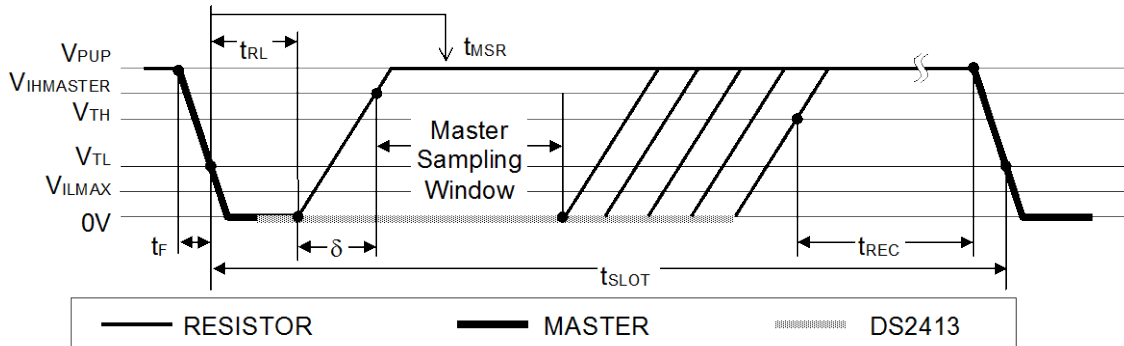 tRL
tMSR
VPUP
VIHMASTER
VTH
VTL
VILMAX
0V
Master
Sampling
Window
tF
δ
tREC
tSLOT
RESISTOR MASTER DS2413